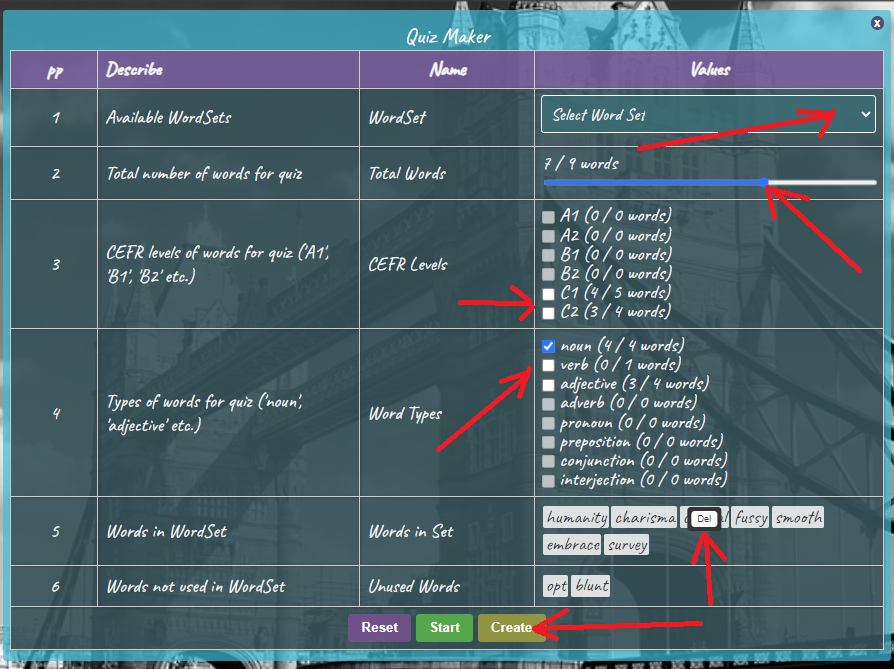 x
Quiz Maker
pp Describe Name Values
1 Available WordSets WordSet Select Word Set
2 Total number of words for quiz Total Words 7 / 9 words
3 CEFR levels of words for quiz ('A1',
'B1', 'B2' etc.) CEFR Levels
A1 (0 / 0 words)
A2 (0 / 0 words)
B1 (0 / 0 words)
B2 (0 / 0 words)
C1 (4 / 5 words)
C2 (3 / 4 words)
4 Types of words for quiz ('noun',
'adjective' etc.) Word Types
noun (4 / 4 words)
verb (0 / 1 words)
adjective (3 / 4 words)
adverb (0 / 0 words)
pronoun (0 / 0 words)
preposition (0 / 0 words)
conjunction (0 / 0 words)
interjection (0 / 0 words)
5 Words in WordSet Words in Set humanity charisma Del fussy smooth
embrace survey
6 Words not used in WordSet Unused Words opt blunt
Reset Start Create